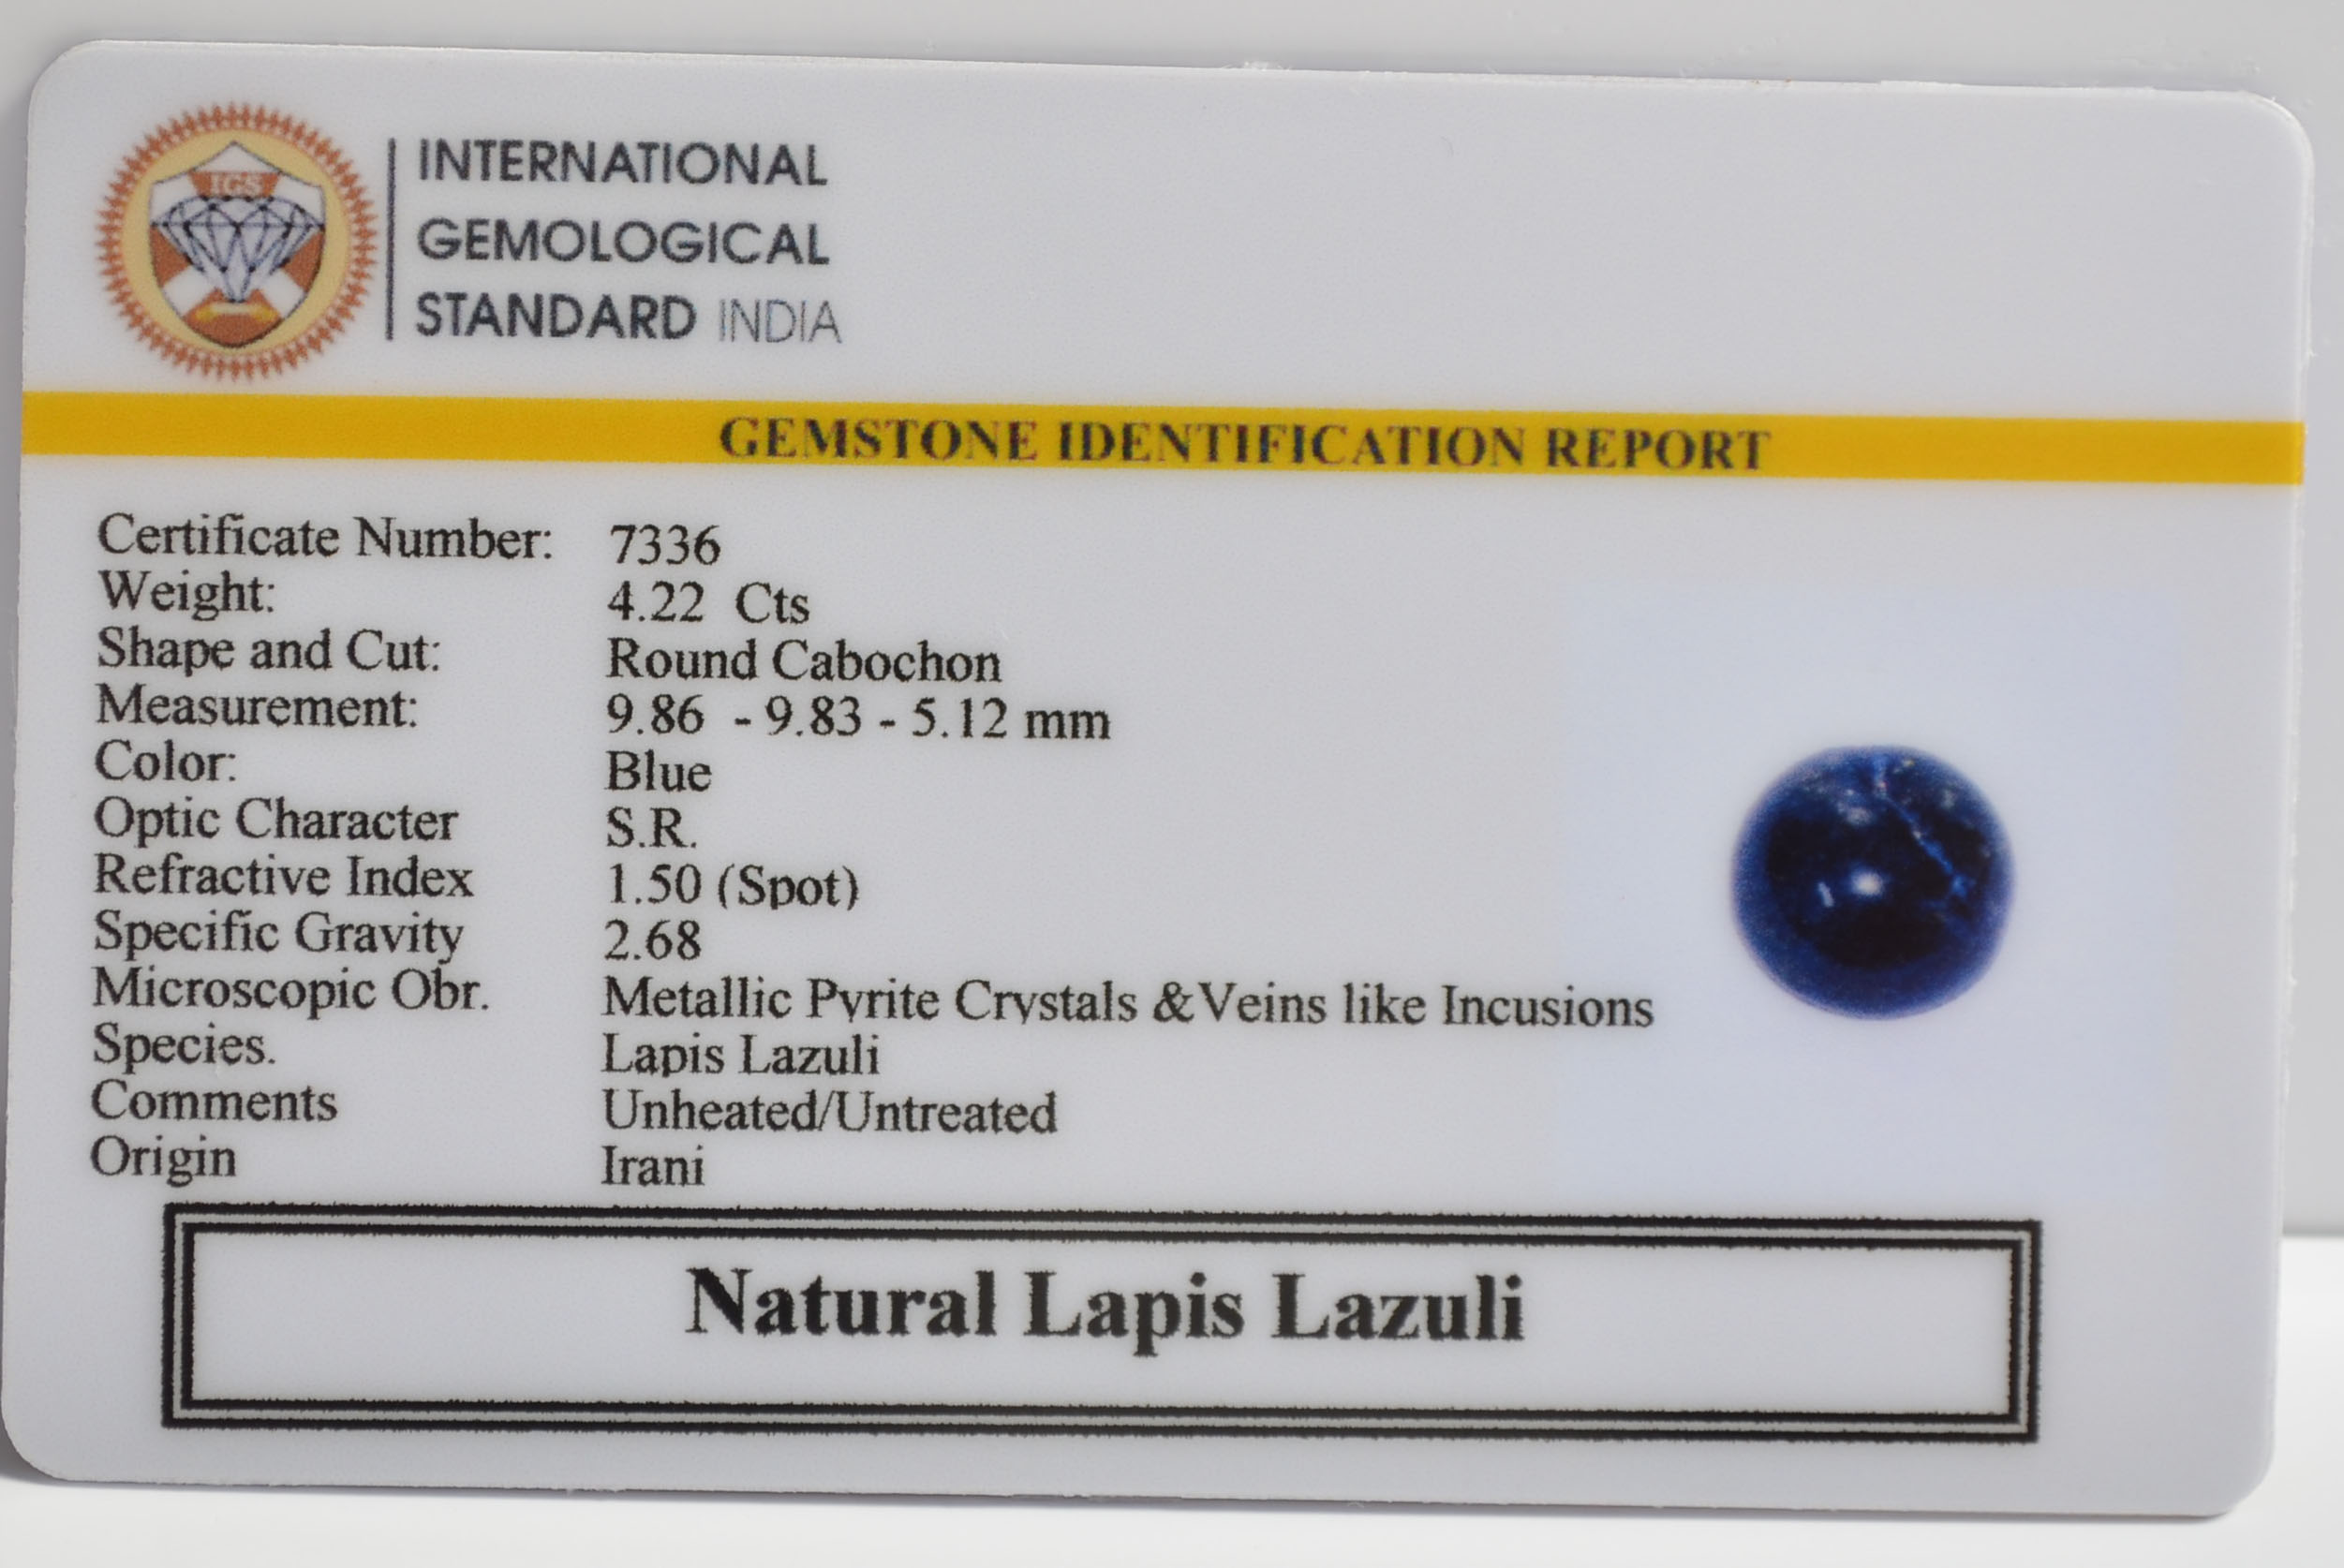 IGS
INTERNATIONAL
GEMOLOGICAL
STANDARD INDIA
GEMSTONE IDENTIFICATION REPORT
Certificate Number: 7336
Weight: 4.22 Cts
Shape and Cut: Round Cabochon
Measurement: 9.86 - 9.83 - 5.12 mm
Color: Blue
Optic Character S.R.
Refractive Index 1.50 (Spot)
Specific Gravity 2.68
Microscopic Obr. Metallic Pyrite Crystals &Veins like Incusions
Species. Lapis Lazuli
Comments Unheated/Untreated
Origin Irani
Natural Lapis Lazuli